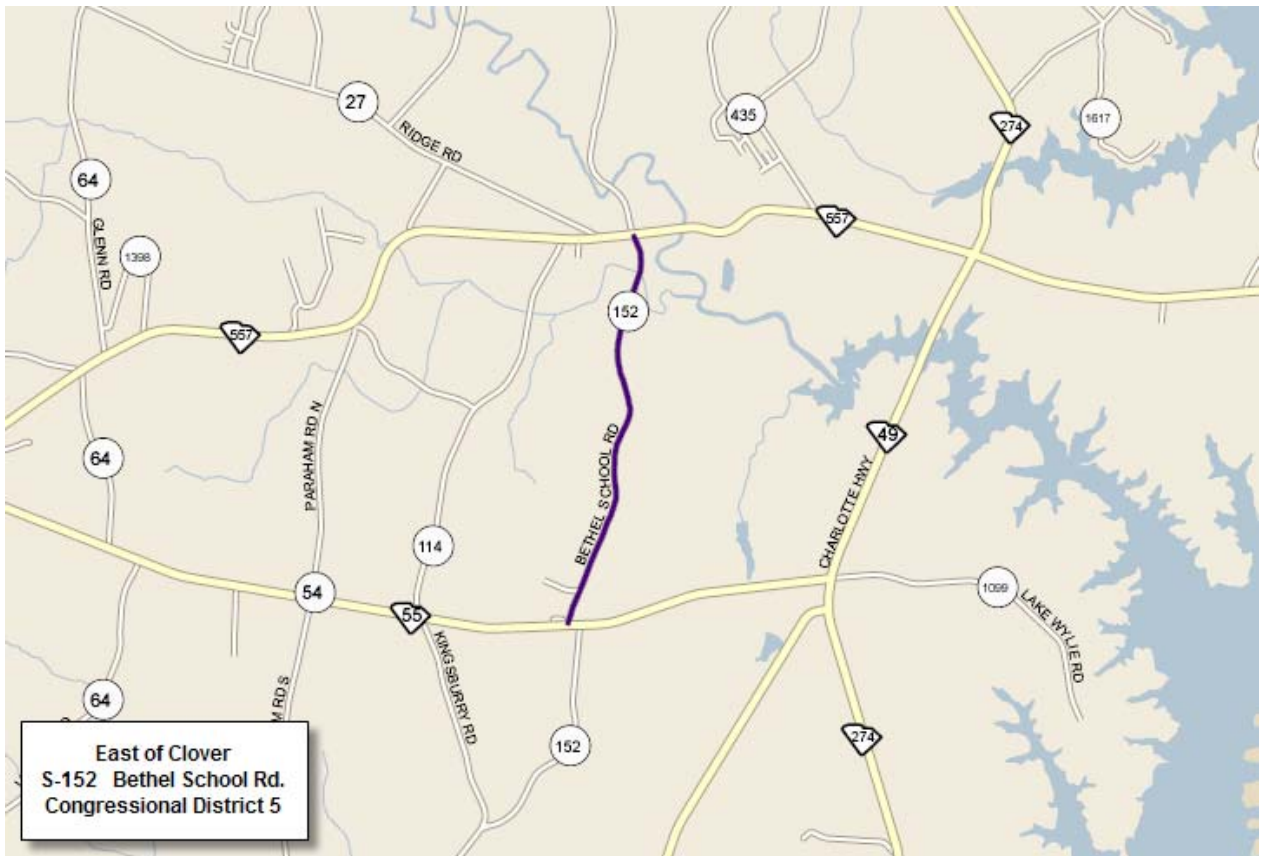 27
RIDGE RD
435
274
1617
64
GLENN RD
1398
557
557
152
PARAHAM RD N
64
BETHEL SCHOOL RD
49
CHARLOTTE HWY
114
54
55
1099
LAKE WYLIE RD
KINGSBURRY RD
64
M RD S
152
274
East of Clover
S-152 Bethel School Rd.
Congressional District 5